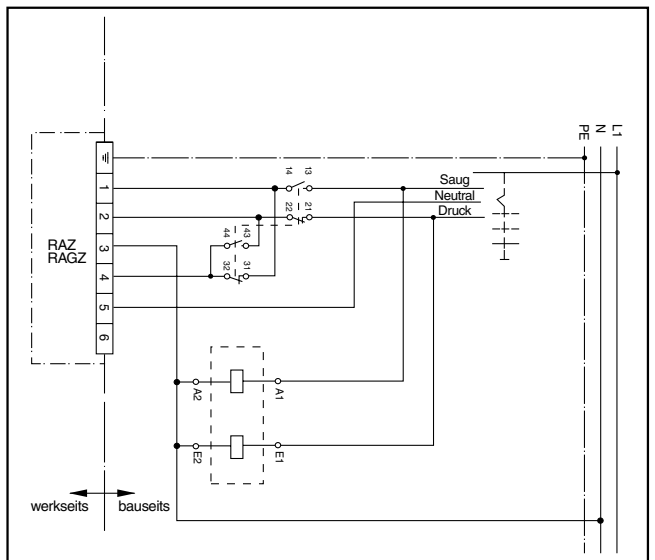 PE
N
L1
Saug
Neutral
Druck
1
2
3
4
5
6
14
13
22
21
44
43
32
31
RAZ
RAGZ
A2
A1
E2
E1
werkseits
bauseits